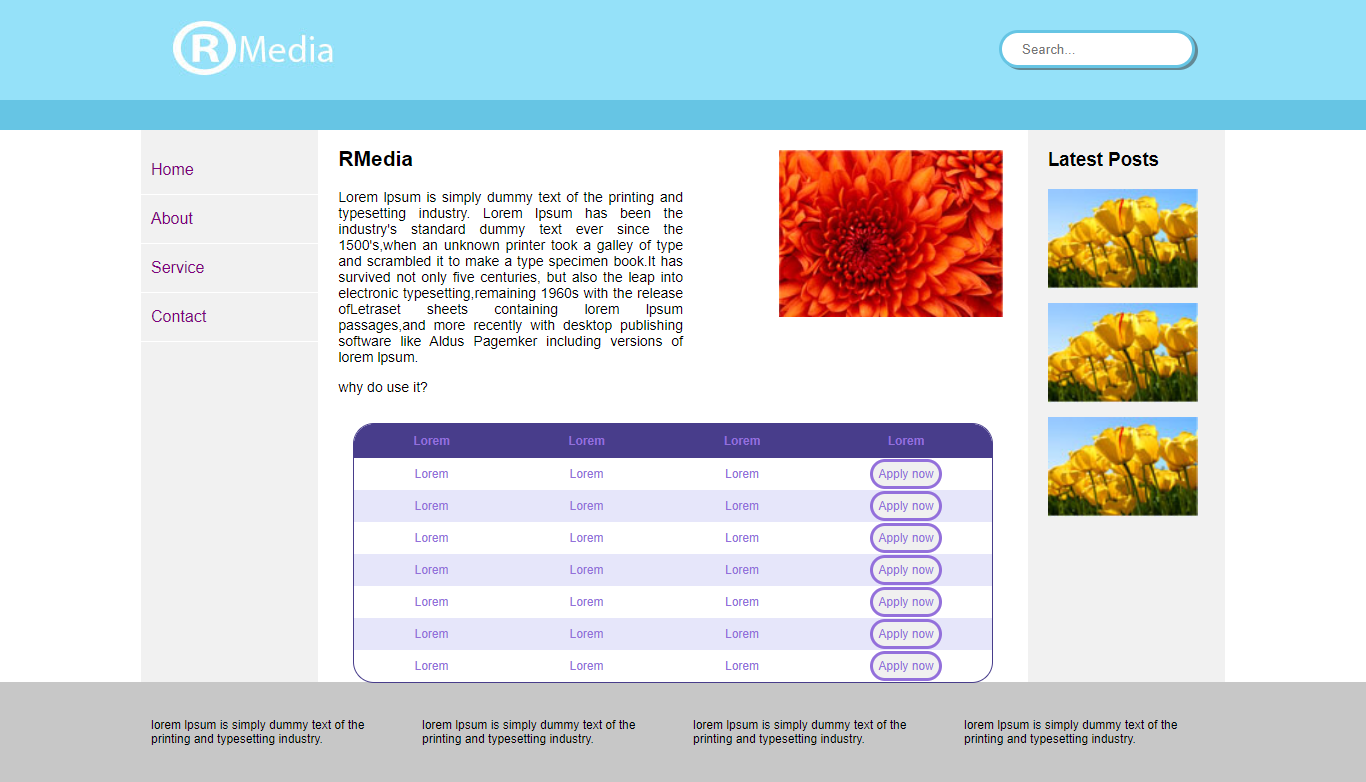 R Media
Search...
Home
About
Service
Contact
RMedia
Lorem Ipsum is simply dummy text of the printing and
typesetting industry. Lorem Ipsum has been the
industry's standard dummy text ever since the
1500's,when an unknown printer took a galley of type
and scrambled it to make a type specimen book.It has
survived not only five centuries, but also the leap into
electronic typesetting,remaining 1960s with the release
ofLetraset sheets containing lorem Ipsum
passages,and more recently with desktop publishing
software like Aldus Pagemker including versions of
lorem Ipsum.
why do use it?
Lorem Lorem Lorem Lorem
Lorem Lorem Lorem Apply now
Lorem Lorem Lorem Apply now
Lorem Lorem Lorem Apply now
Lorem Lorem Lorem Apply now
Lorem Lorem Lorem Apply now
Lorem Lorem Lorem Apply now
Lorem Lorem Lorem Apply now
Latest Posts
lorem Ipsum is simply dummy text of the
printing and typesetting industry.
lorem Ipsum is simply dummy text of the
printing and typesetting industry.
lorem Ipsum is simply dummy text of the
printing and typesetting industry.
lorem Ipsum is simply dummy text of the
printing and typesetting industry.